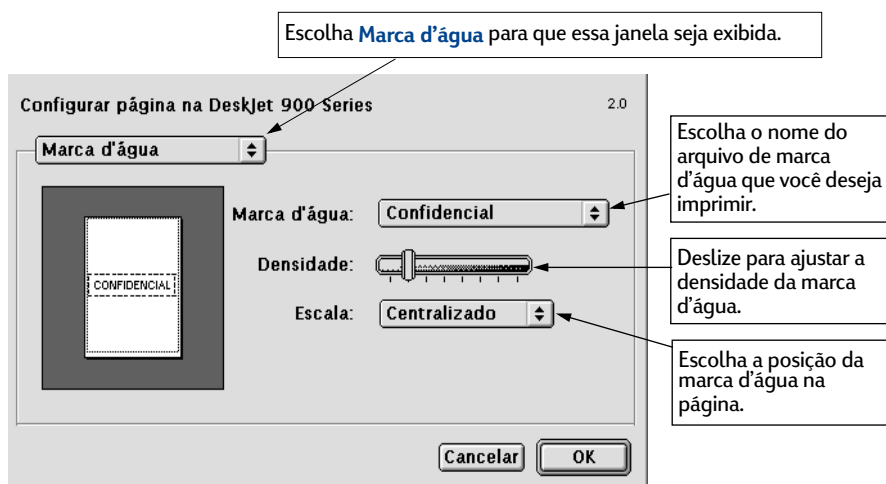 Escolha Marca d'água para que essa janela seja exibida.
Configurar página na DeskJet 900 Series
2.0
Marca d'água
Marca d'água:
Confidencial
Densidade:
Escala:
Centralizado
CONFIDENCIAL
Cancelar
OK
Escolha o nome do
arquivo de marca
d'água que você deseja
imprimir.
Deslize para ajustar a
densidade da marca
d'água.
Escolha a posição da
marca d'água na
página.